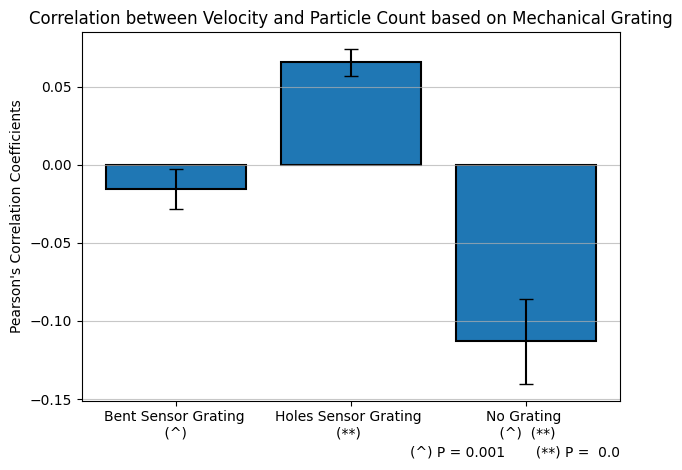 Correlation between Velocity and Particle Count based on Mechanical Grating
Pearson's Correlation Coefficients
0.05
0.00
−0.05
−0.10
−0.15
Bent Sensor Grating Holes Sensor Grating No Grating
(^) (**) (^) (**)
(^) P = 0.001 (**) P = 0.0